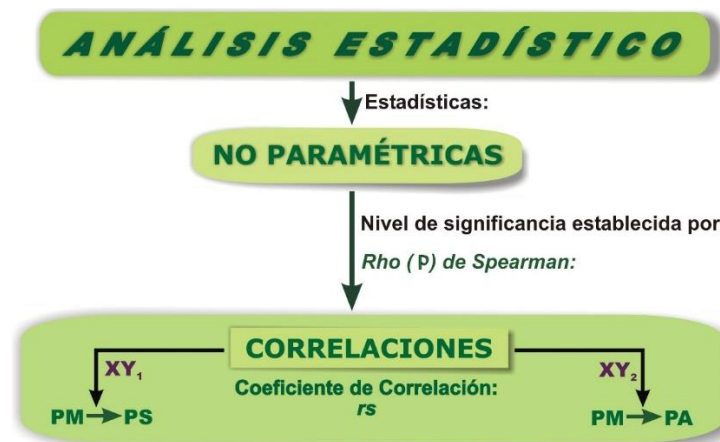 ANÁLISIS ESTADÍSTICO
Estadísticas:
NO PARAMÉTRICAS
Nivel de significancia establecida por
Rho (P) de Spearman:
CORRELACIONES
XY1
XY2
Coeficiente de Correlación:
rs
PM PS
PM PA